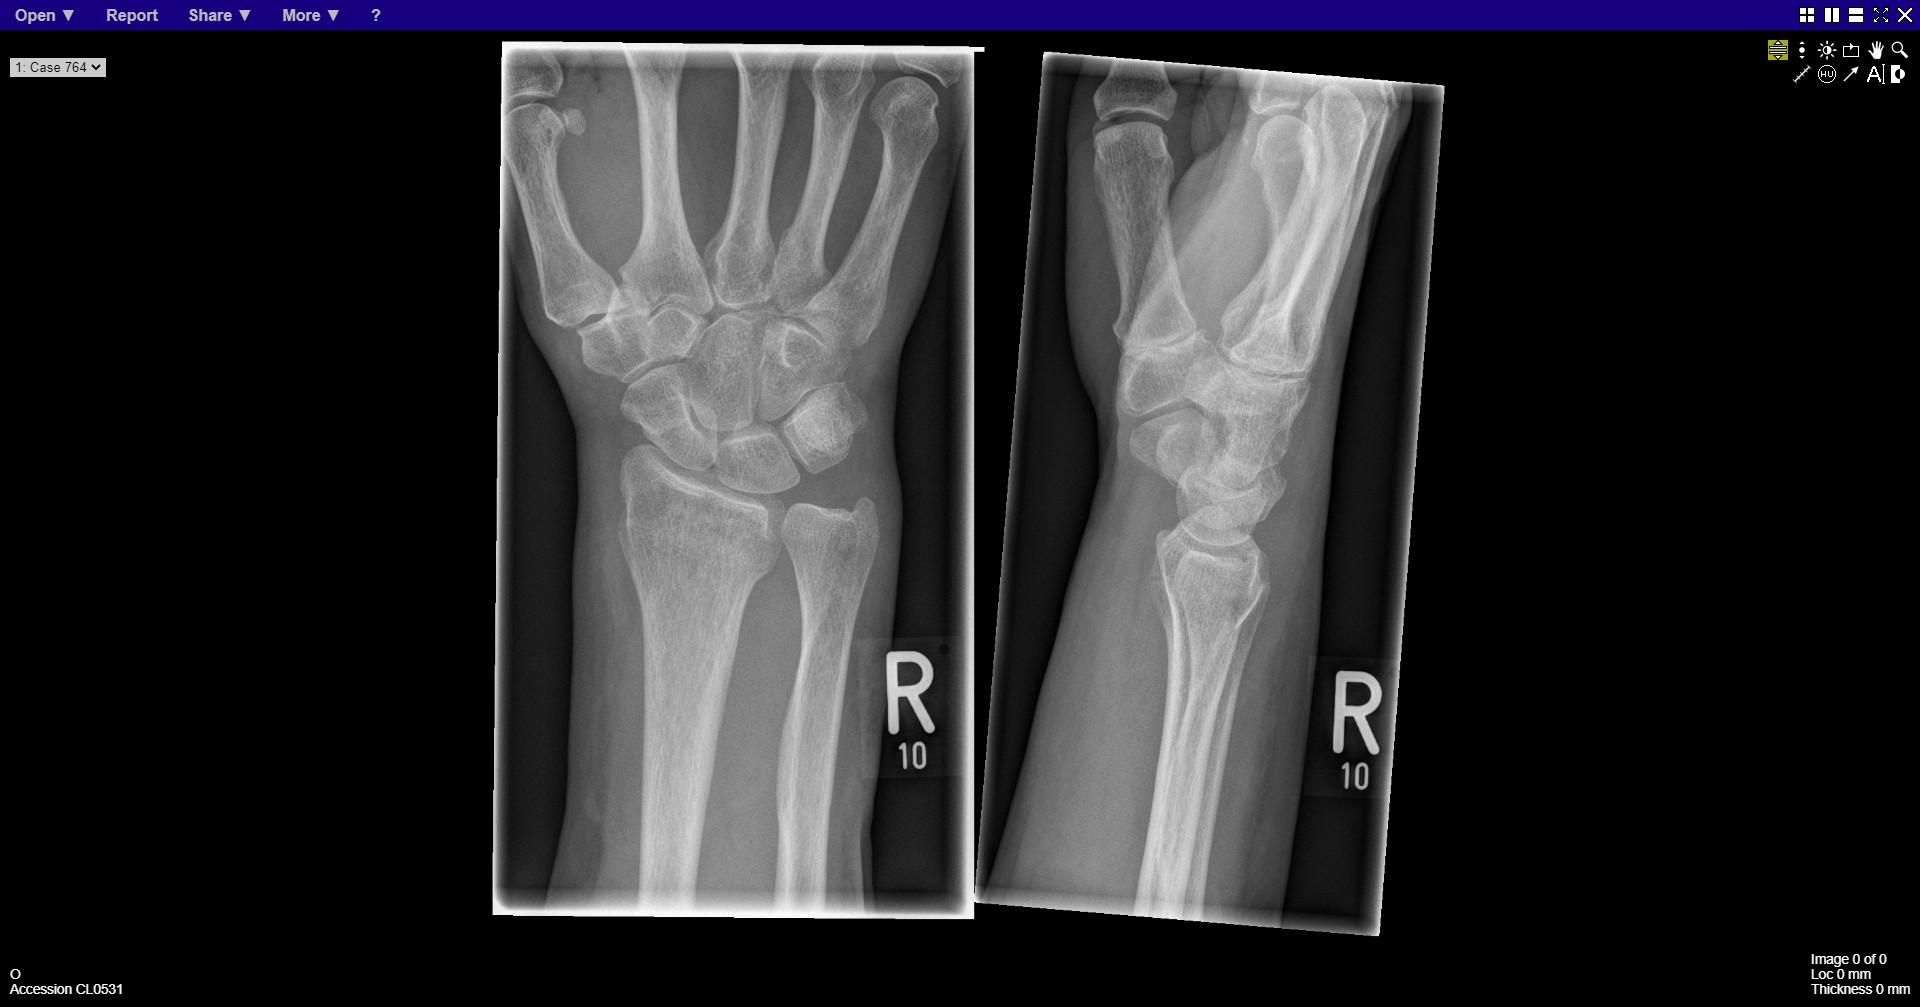 Open ▼ Report Share ▼ More ▼ ?
1: Case 764
HU A
R
10
R
10
O
Accession CL0531
Image 0 of 0
Loc 0 mm
Thickness 0 mm